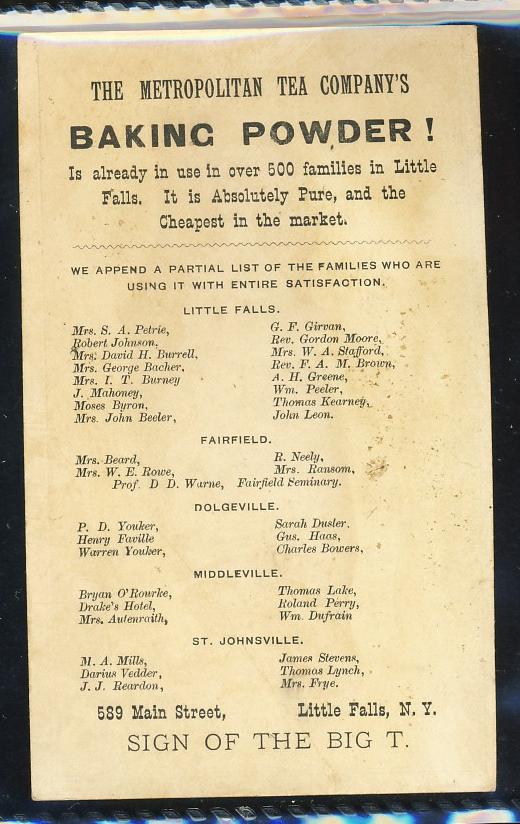 THE METROPOLITAN TEA COMPANY'S
BAKING POWDER!
Is already in use in over 500 families in Little
Falls. It is Absolutely Pure, and the
Cheapest in the market.
WE APPEND A PARTIAL LIST OF THE FAMILIES WHO ARE
USING IT WITH ENTIRE SATISFACTION.
LITTLE FALLS.
Mrs. S. A. Petrie,
Robert Johnson,
Mrs. David H. Burrell,
Mrs. George Bacher,
Mrs. I. T. Burney
J. Mahoney,
Moses Byron,
Mrs. John Beeler,
G. F. Girvan,
Rev. Gordon Moore,
Mrs. W. A. Stafford,
Rev. F. A. M. Brown,
A. H. Greene,
Wm. Peeler,
Thomas Kearney,
John Leon.
FAIRFIELD.
Mrs. Beard,
Mrs. W. E. Rowe,
R. Neely,
Mrs. Ransom,
Prof. D D. Warne, Fairfield Seminary.
DOLGEVILLE.
P. D. Youker,
Henry Faville
Warren Youker,
Sarah Dusler.
Gus. Haas,
Charles Bowers,
MIDDLEVILLE.
Bryan O'Rourke,
Drake's Hotel,
Mrs. Autenraith,
Thomas Lake,
Roland Perry,
Wm. Dufrain
ST. JOHNSVILLE.
M. A. Mills,
Darius Vedder,
J. J. Reardon,
James Stevens,
Thomas Lynch,
Mrs. Frye.
589 Main Street, Little Falls, N. Y.
SIGN OF THE BIG T.